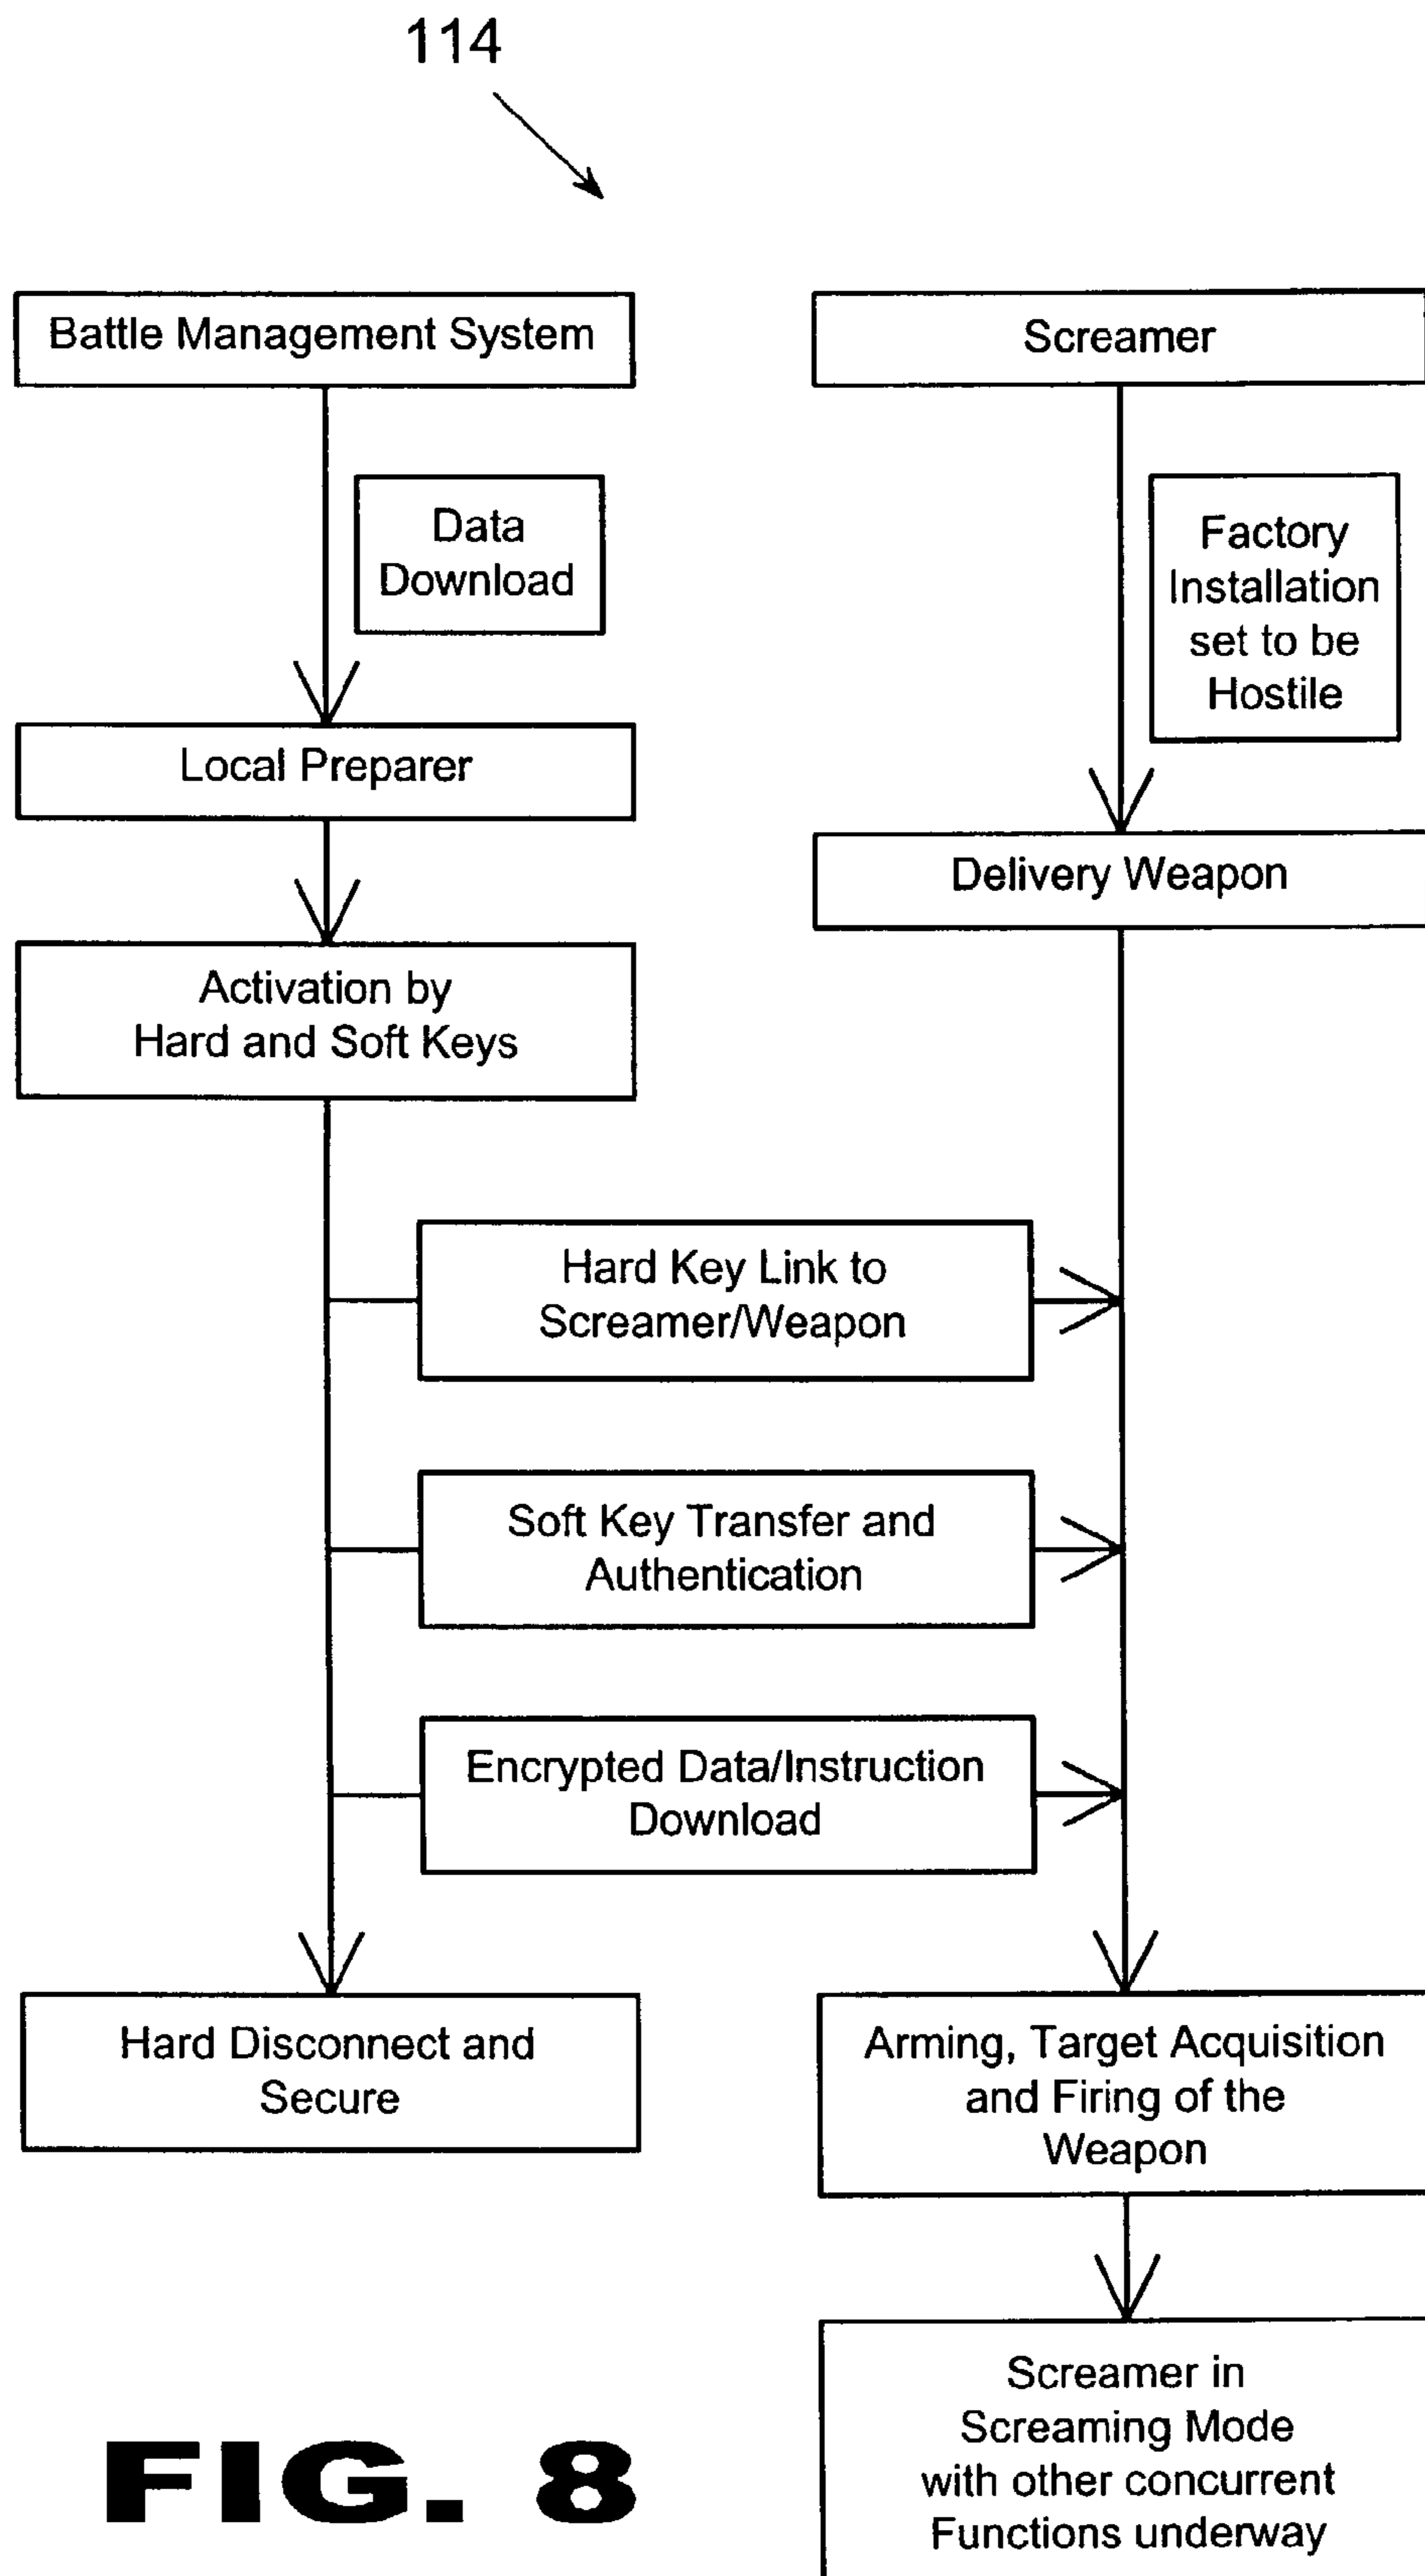 114
Battle Management System
Screamer
Data
Download
Factory
Installation
set to be
Hostile
Local Preparer
Delivery Weapon
Activation by
Hard and Soft Keys
Hard Key Link to
Screamer/Weapon
Soft Key Transfer and
Authentication
Encrypted Data/Instruction
Download
Hard Disconnect and
Secure
Arming, Target Acquisition
and Firing of the
Weapon
Screamer in
Screaming Mode
with other concurrent
Functions underway
FIG. 8